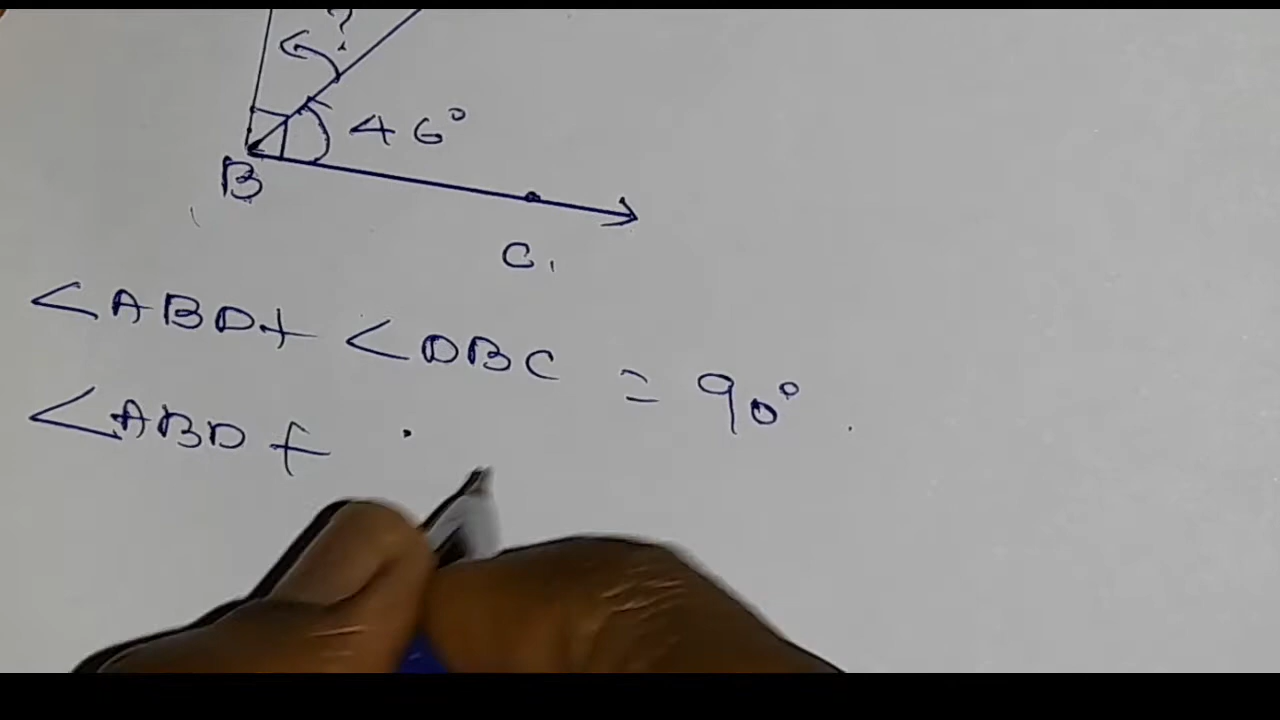 ?
46°
B
C.
<ABD+ <DBC = 90°
<ABD +